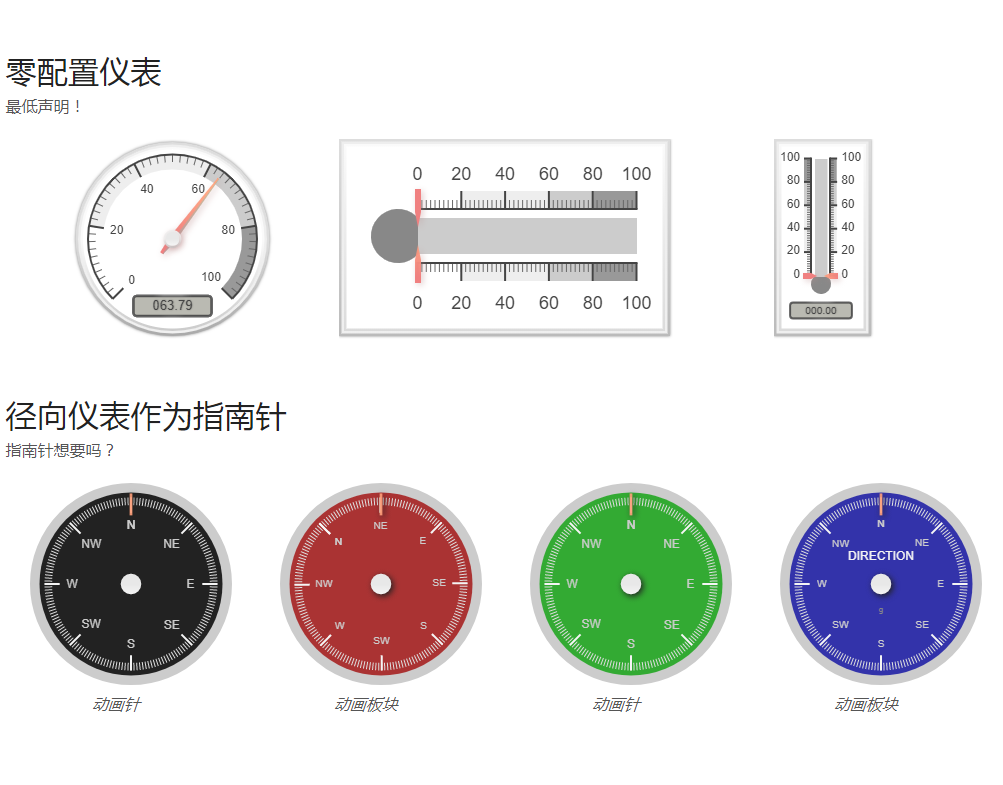 零配置仪表
最低声明！
0 20 40 60 80 100
063.79
0 20 40 60 80 100
0 20 40 60 80 100
100 100
80 80
60 60
40 40
20 20
0 0
000.00
径向仪表作为指南针
指南针想要吗？
N
NW NE
W E
SW SE
S
动画针
NE
N E
NW SE
W S
SW
动画板块
N
NW NE
W E
SW SE
S
动画针
N
NW NE
DIRECTION
W E
g
SW SE
S
动画板块